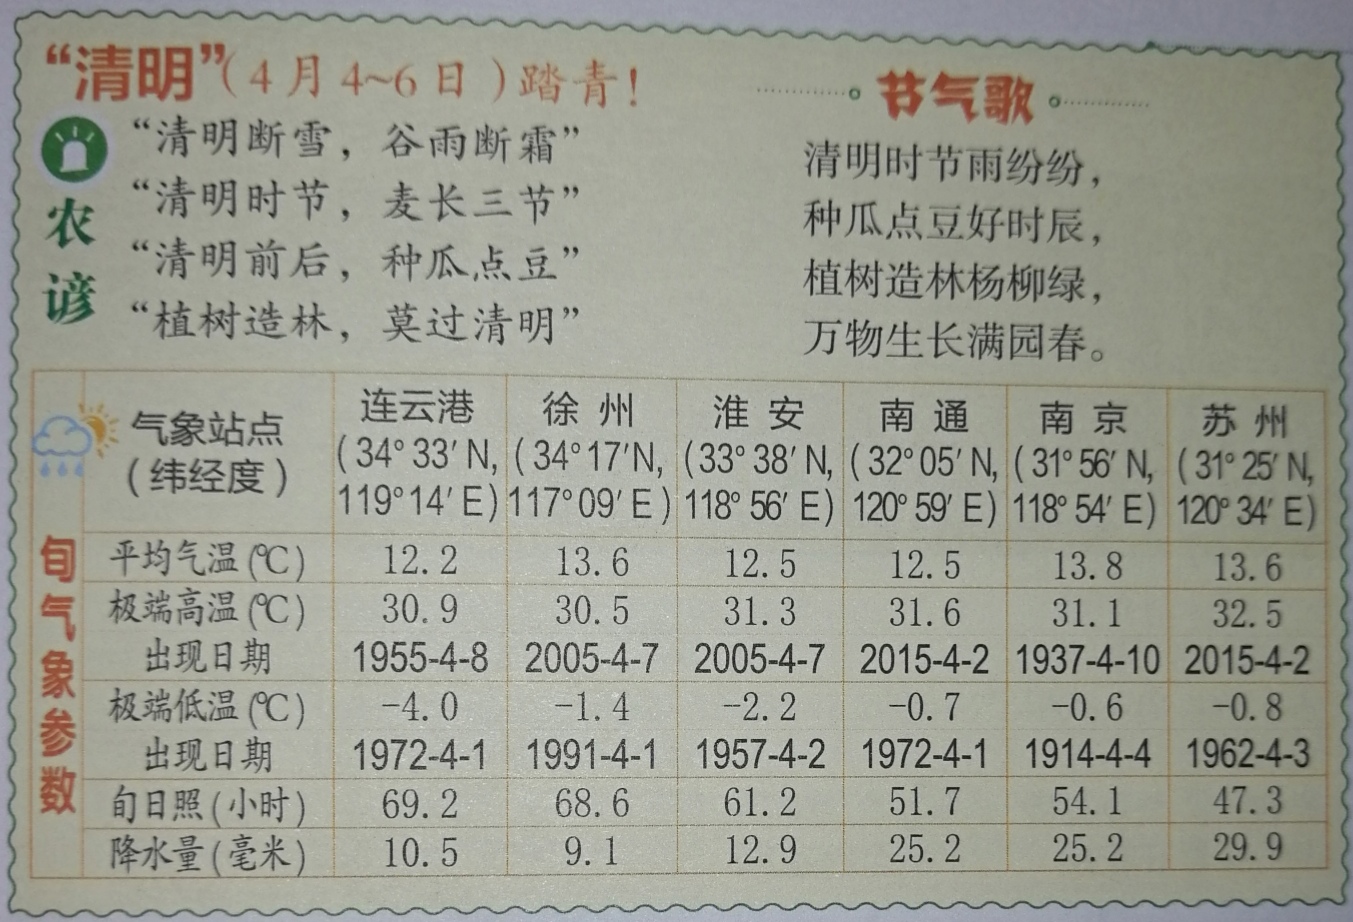 “清明”(4月4~6日)踏青!
农谚
“清明断雪，谷雨断霜”
“清明时节，麦长三节”
“清明前后，种瓜点豆”
“植树造林，莫过清明”
节气歌
清明时节雨纷纷，
种瓜点豆好时辰，
植树造林杨柳绿，
万物生长满园春。
旬气象参数
气象站点(纬经度) 连云港(34°33′N,119°14′E) 徐州(34°17′N,117°09′E) 淮安(33°38′N,118°56′E) 南通(32°05′N,120°59′E) 南京(31°56′N,118°54′E) 苏州(31°25′N,120°34′E)
平均气温(℃) 12.2 13.6 12.5 12.5 13.8 13.6
极端高温(℃) 30.9 30.5 31.3 31.6 31.1 32.5
出现日期 1955-4-8 2005-4-7 2005-4-7 2015-4-2 1937-4-10 2015-4-2
极端低温(℃) -4.0 -1.4 -2.2 -0.7 -0.6 -0.8
出现日期 1972-4-1 1991-4-1 1957-4-2 1972-4-1 1914-4-4 1962-4-3
旬日照(小时) 69.2 68.6 61.2 51.7 54.1 47.3
降水量(毫米) 10.5 9.1 12.9 25.2 25.2 29.9